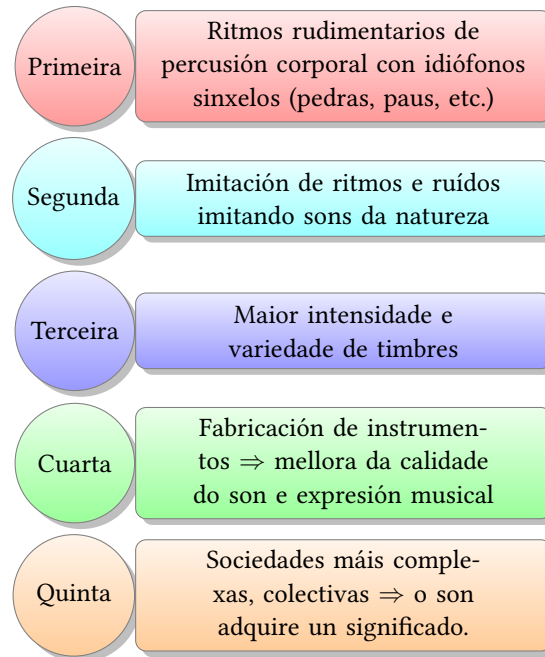 Primeira
Ritmos rudimentarios de
percusión corporal con idiófonos
sinxelos (pedras, paus, etc.)
Segunda
Imitación de ritmos e ruídos
imitando sons da natureza
Terceira
Maior intensidade e
variedade de timbres
Cuarta
Fabricación de instrumen-
tos ⇒ mellora da calidade
do son e expresión musical
Quinta
Sociedades máis comple-
xas, colectivas ⇒ o son
adquire un significado.